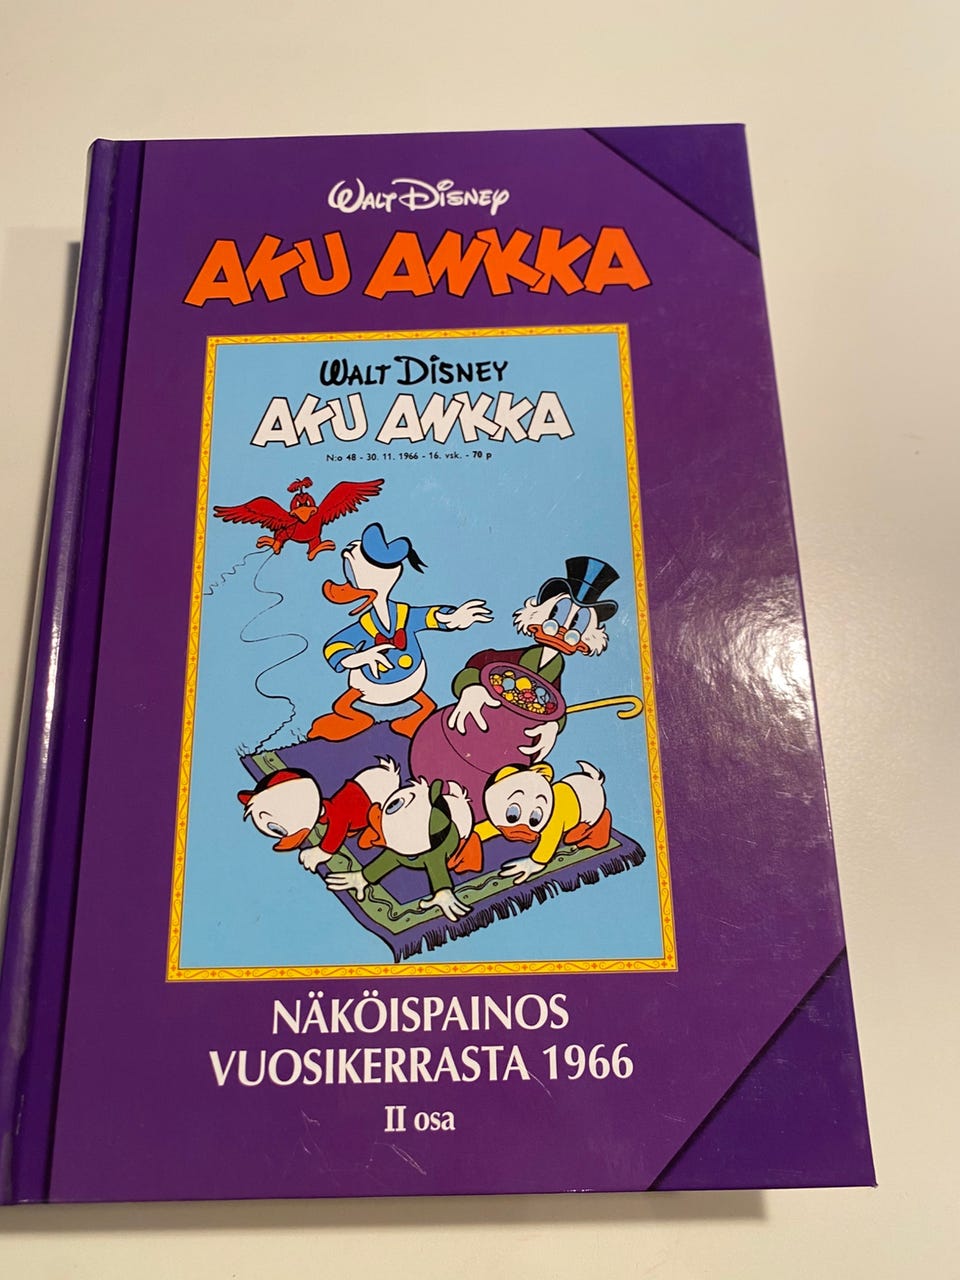 Walt Disney
AKU ANKKA
Walt Disney
AKU ANKKA
N:o 48 - 30. 11. 1966 - 16. vsk. - 70 p
NÄKÖISPAINOS
VUOSIKERRASTA 1966
II osa